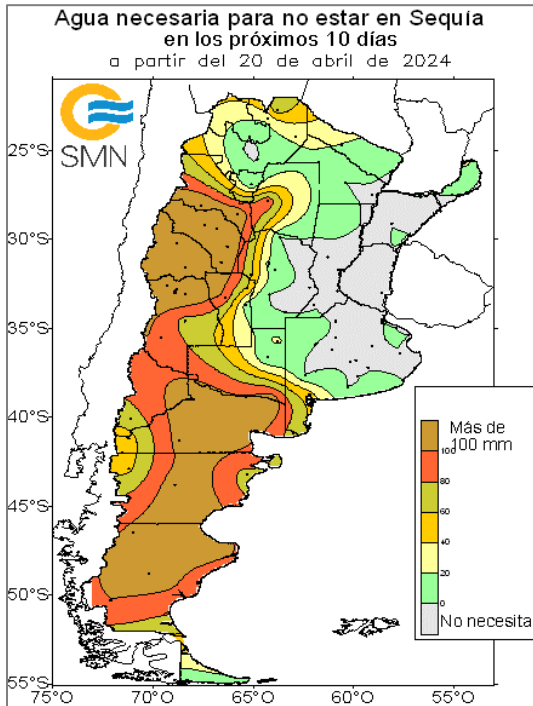 Agua necesaria para no estar en Sequía
en los próximos 10 días
a partir del 20 de abril de 2024
SMN
25°S
30°S
35°S
40°S
45°S
50°S
55°S
75°O
70°O
65°O
60°O
55°O
Más de
100 mm
100
80
60
40
20
0
No necesita